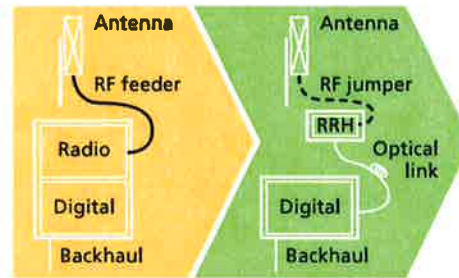 Antenna
RF feeder
Radio
Digital
Backhaul
Antenna
RF jumper
RRH
Optical
link
Digital
Backhaul